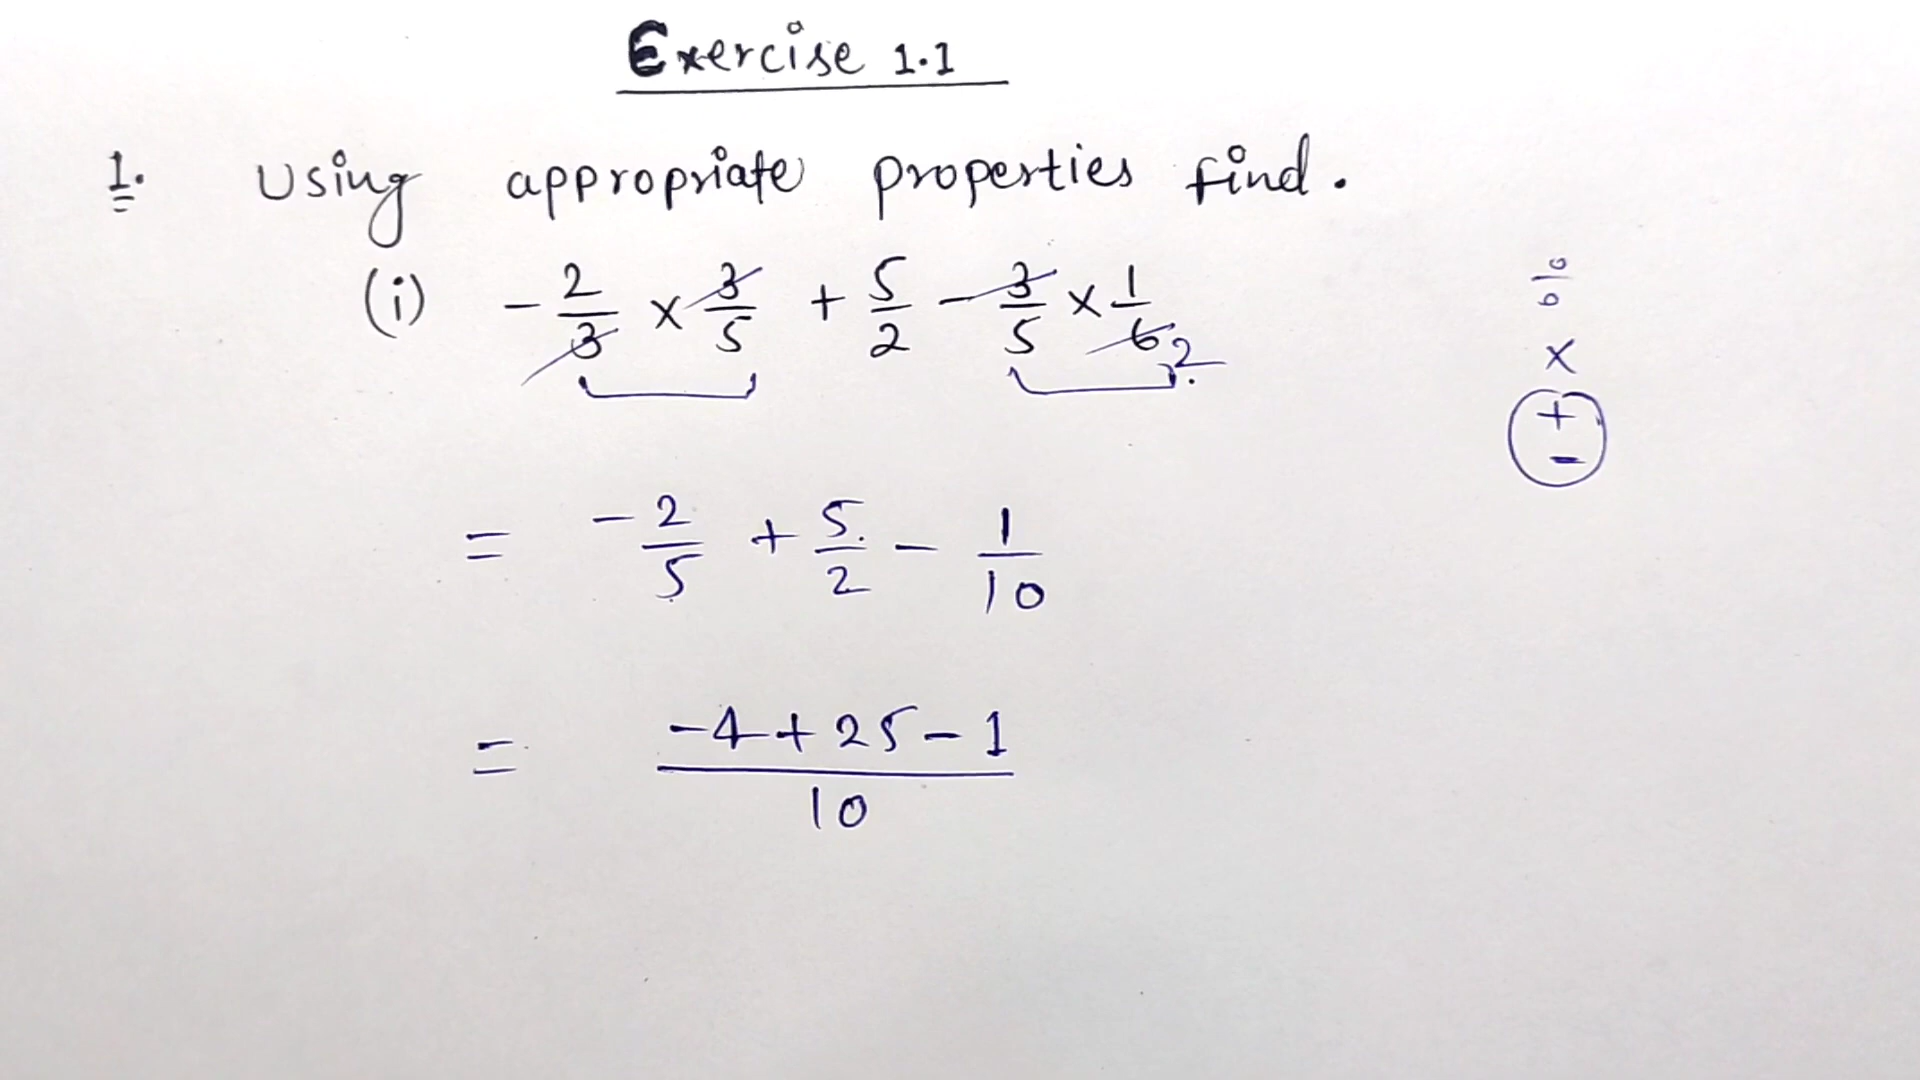 Exercise 1.1
1. Using appropriate properties find.
(i) -2/3 × 3/5 + 5/2 - 3/5 × 1/6 2
÷
×
+
-
= -2/5 + 5/2 - 1/10
= (-4+25-1)/10